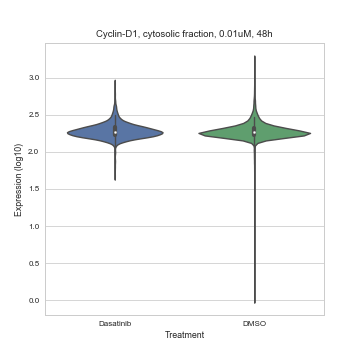 Cyclin-D1, cytosolic fraction, 0.01uM, 48h
3.0
2.5
2.0
1.5
1.0
0.5
0.0
Expression (log10)
Dasatinib DMSO
Treatment